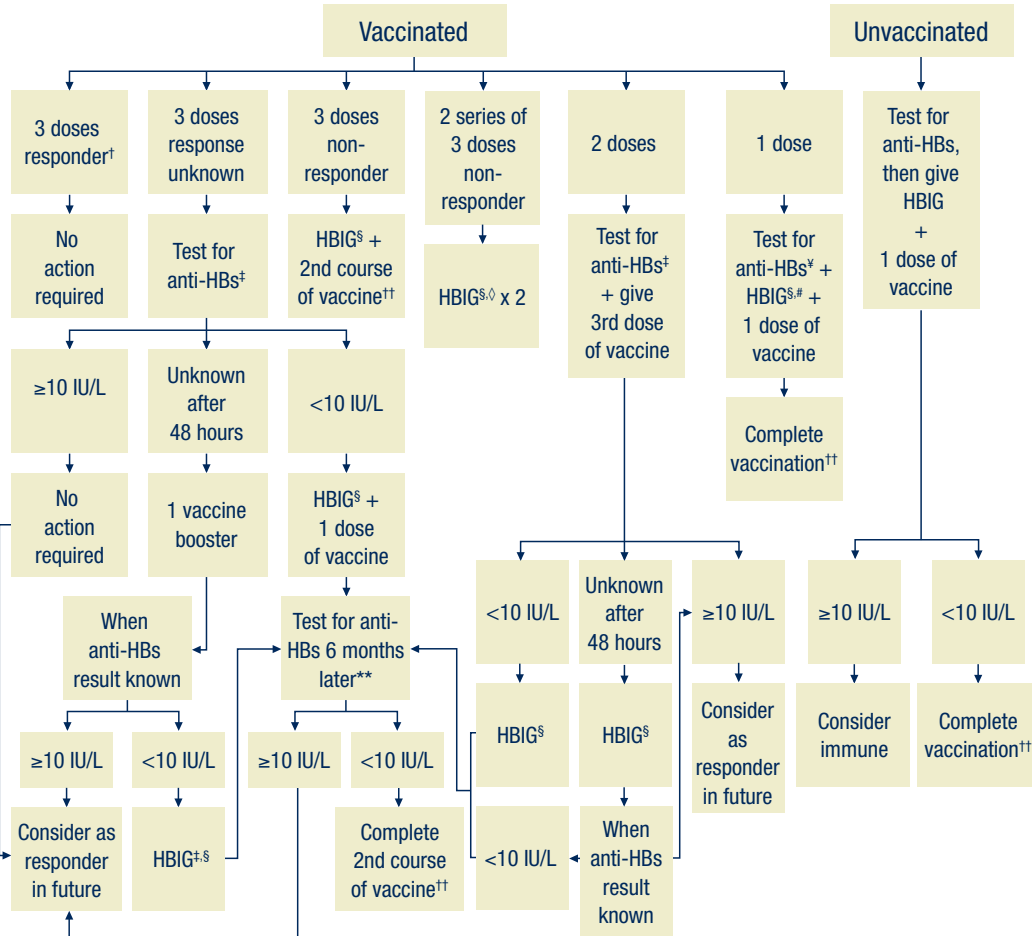 Vaccinated
Unvaccinated
3 doses
responder†
3 doses
response
unknown
3 doses
non-
responder
2 series of
3 doses
non-
responder
2 doses
1 dose
Test for
anti-HBs,
then give
HBIG
+
1 dose of
vaccine
No
action
required
Test for
anti-HBs‡
HBIG§ +
2nd course
of vaccine††
HBIG§,◊ x 2
Test for
anti-HBs‡
+ give
3rd dose
of vaccine
Test for
anti-HBs¥ +
HBIG§,# +
1 dose of
vaccine
≥10 IU/L
Unknown
after
48 hours
<10 IU/L
Complete
vaccination††
No
action
required
1 vaccine
booster
HBIG§ +
1 dose
of vaccine
<10 IU/L
Unknown
after
48 hours
≥10 IU/L
≥10 IU/L
<10 IU/L
When
anti-HBs
result known
Test for anti-
HBs 6 months
later**
HBIG§
HBIG§
Consider
as
responder
in future
Consider
immune
Complete
vaccination††
≥10 IU/L
<10 IU/L
≥10 IU/L
<10 IU/L
Consider as
responder
in future
HBIG‡,§
Complete
2nd course
of vaccine††
<10 IU/L
When
anti-HBs
result
known